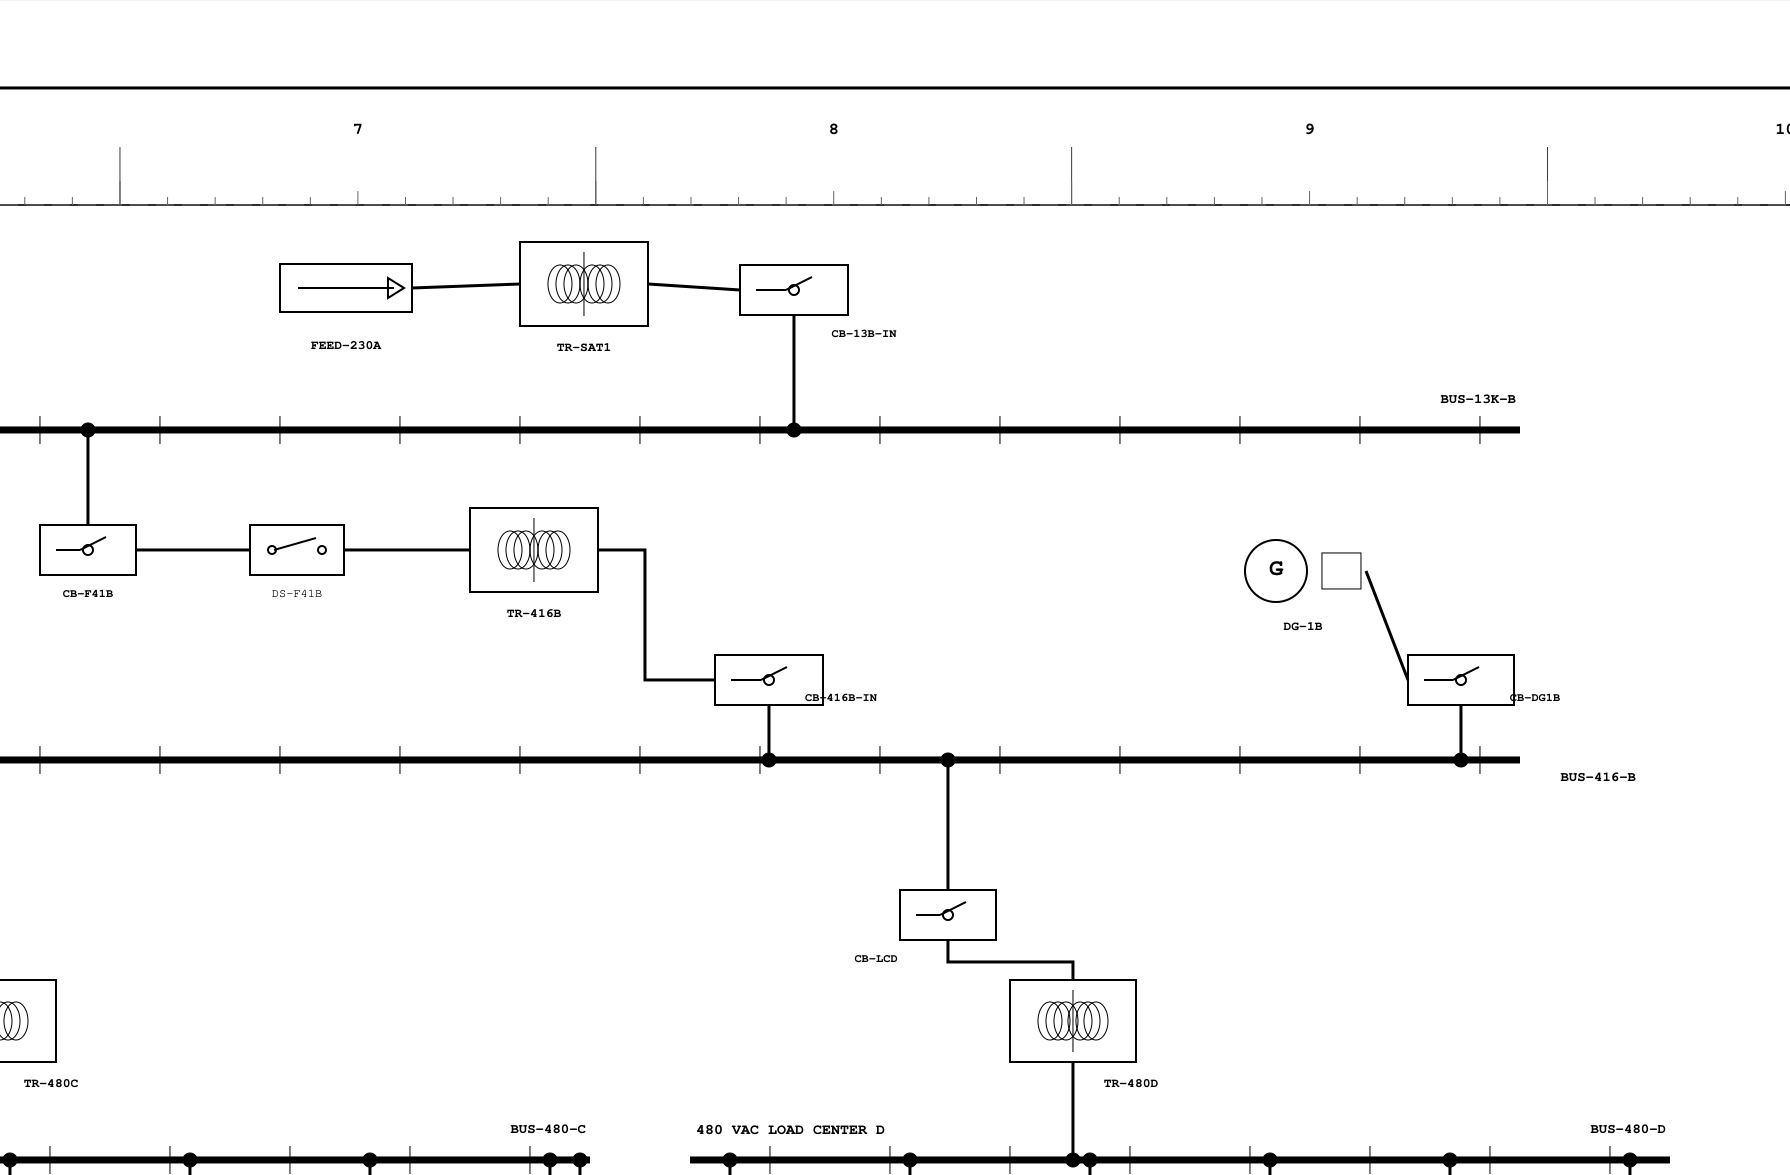 7
8
9
10
CB-13B-IN
FEED-230A
TR-SAT1
BUS-13K-B
G
CB-F41B
DS-F41B
TR-416B
DG-1B
CB-416B-IN
CB-DG1B
BUS-416-B
CB-LCD
TR-480C
TR-480D
BUS-480-C
480 VAC LOAD CENTER D
BUS-480-D